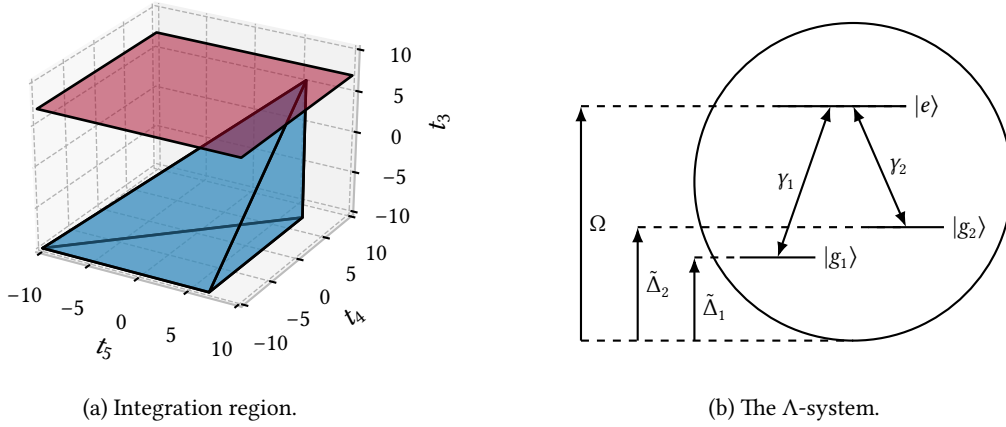 10
5
0
−5
−10
t₃
−10
−5
0
5
10
t₅
−10
−5
0
5
10
t₄
(a) Integration region.
|e⟩
γ₁
γ₂
Ω
|g₂⟩
|g₁⟩
Δ̃₂
Δ̃₁
(b) The Λ-system.